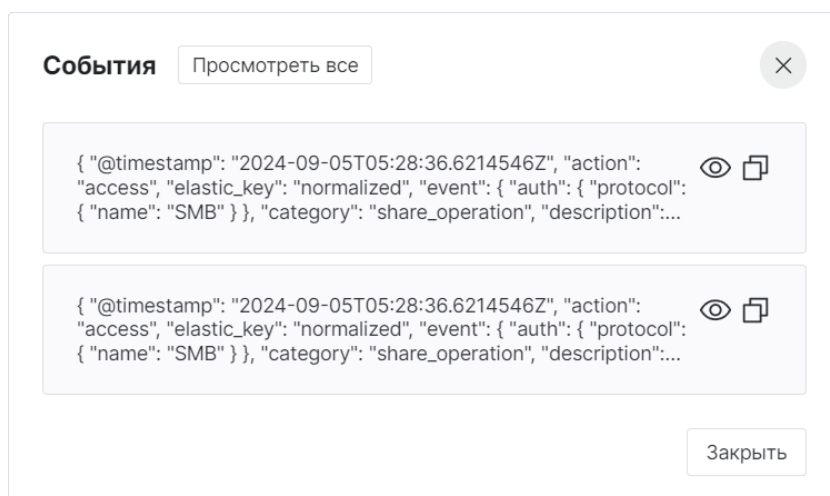 События
Просмотреть все
{ "@timestamp": "2024-09-05T05:28:36.6214546Z", "action":
"access", "elastic_key": "normalized", "event": { "auth": { "protocol":
{ "name": "SMB" } }, "category": "share_operation", "description":...
{ "@timestamp": "2024-09-05T05:28:36.6214546Z", "action":
"access", "elastic_key": "normalized", "event": { "auth": { "protocol":
{ "name": "SMB" } }, "category": "share_operation", "description":...
Закрыть